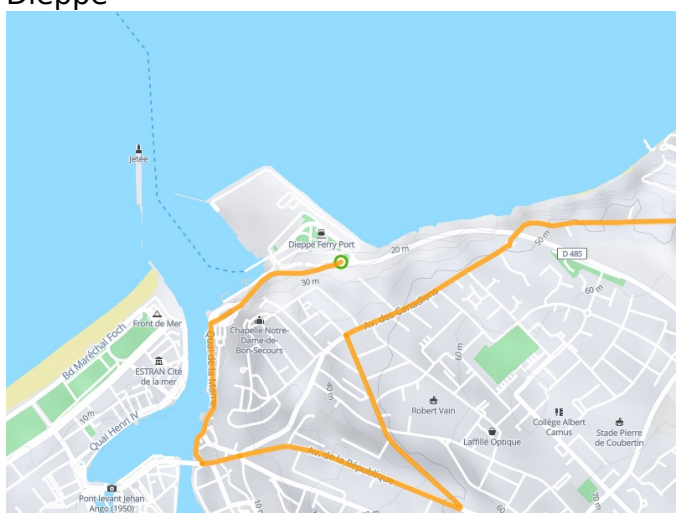 Dieppe
Jetée
Dieppe Ferry Port
20 m
50 m
D 485
30 m
60 m
Av. des Canadiens
Front de Mer
Chapelle Notre-
Dame-de-
Bon-Secours
Bd Maréchal Foch
Quai de la Marne
60 m
ESTRAN Cité
de la mer
40 m
10 m
Quai Henri IV
Robert Vain
Laffillé Optique
Collège Albert
Camus
Stade Pierre
de Coubertin
Av. de la République
Pont levant Jehan
Ango (1950)
10 m
60
70 m